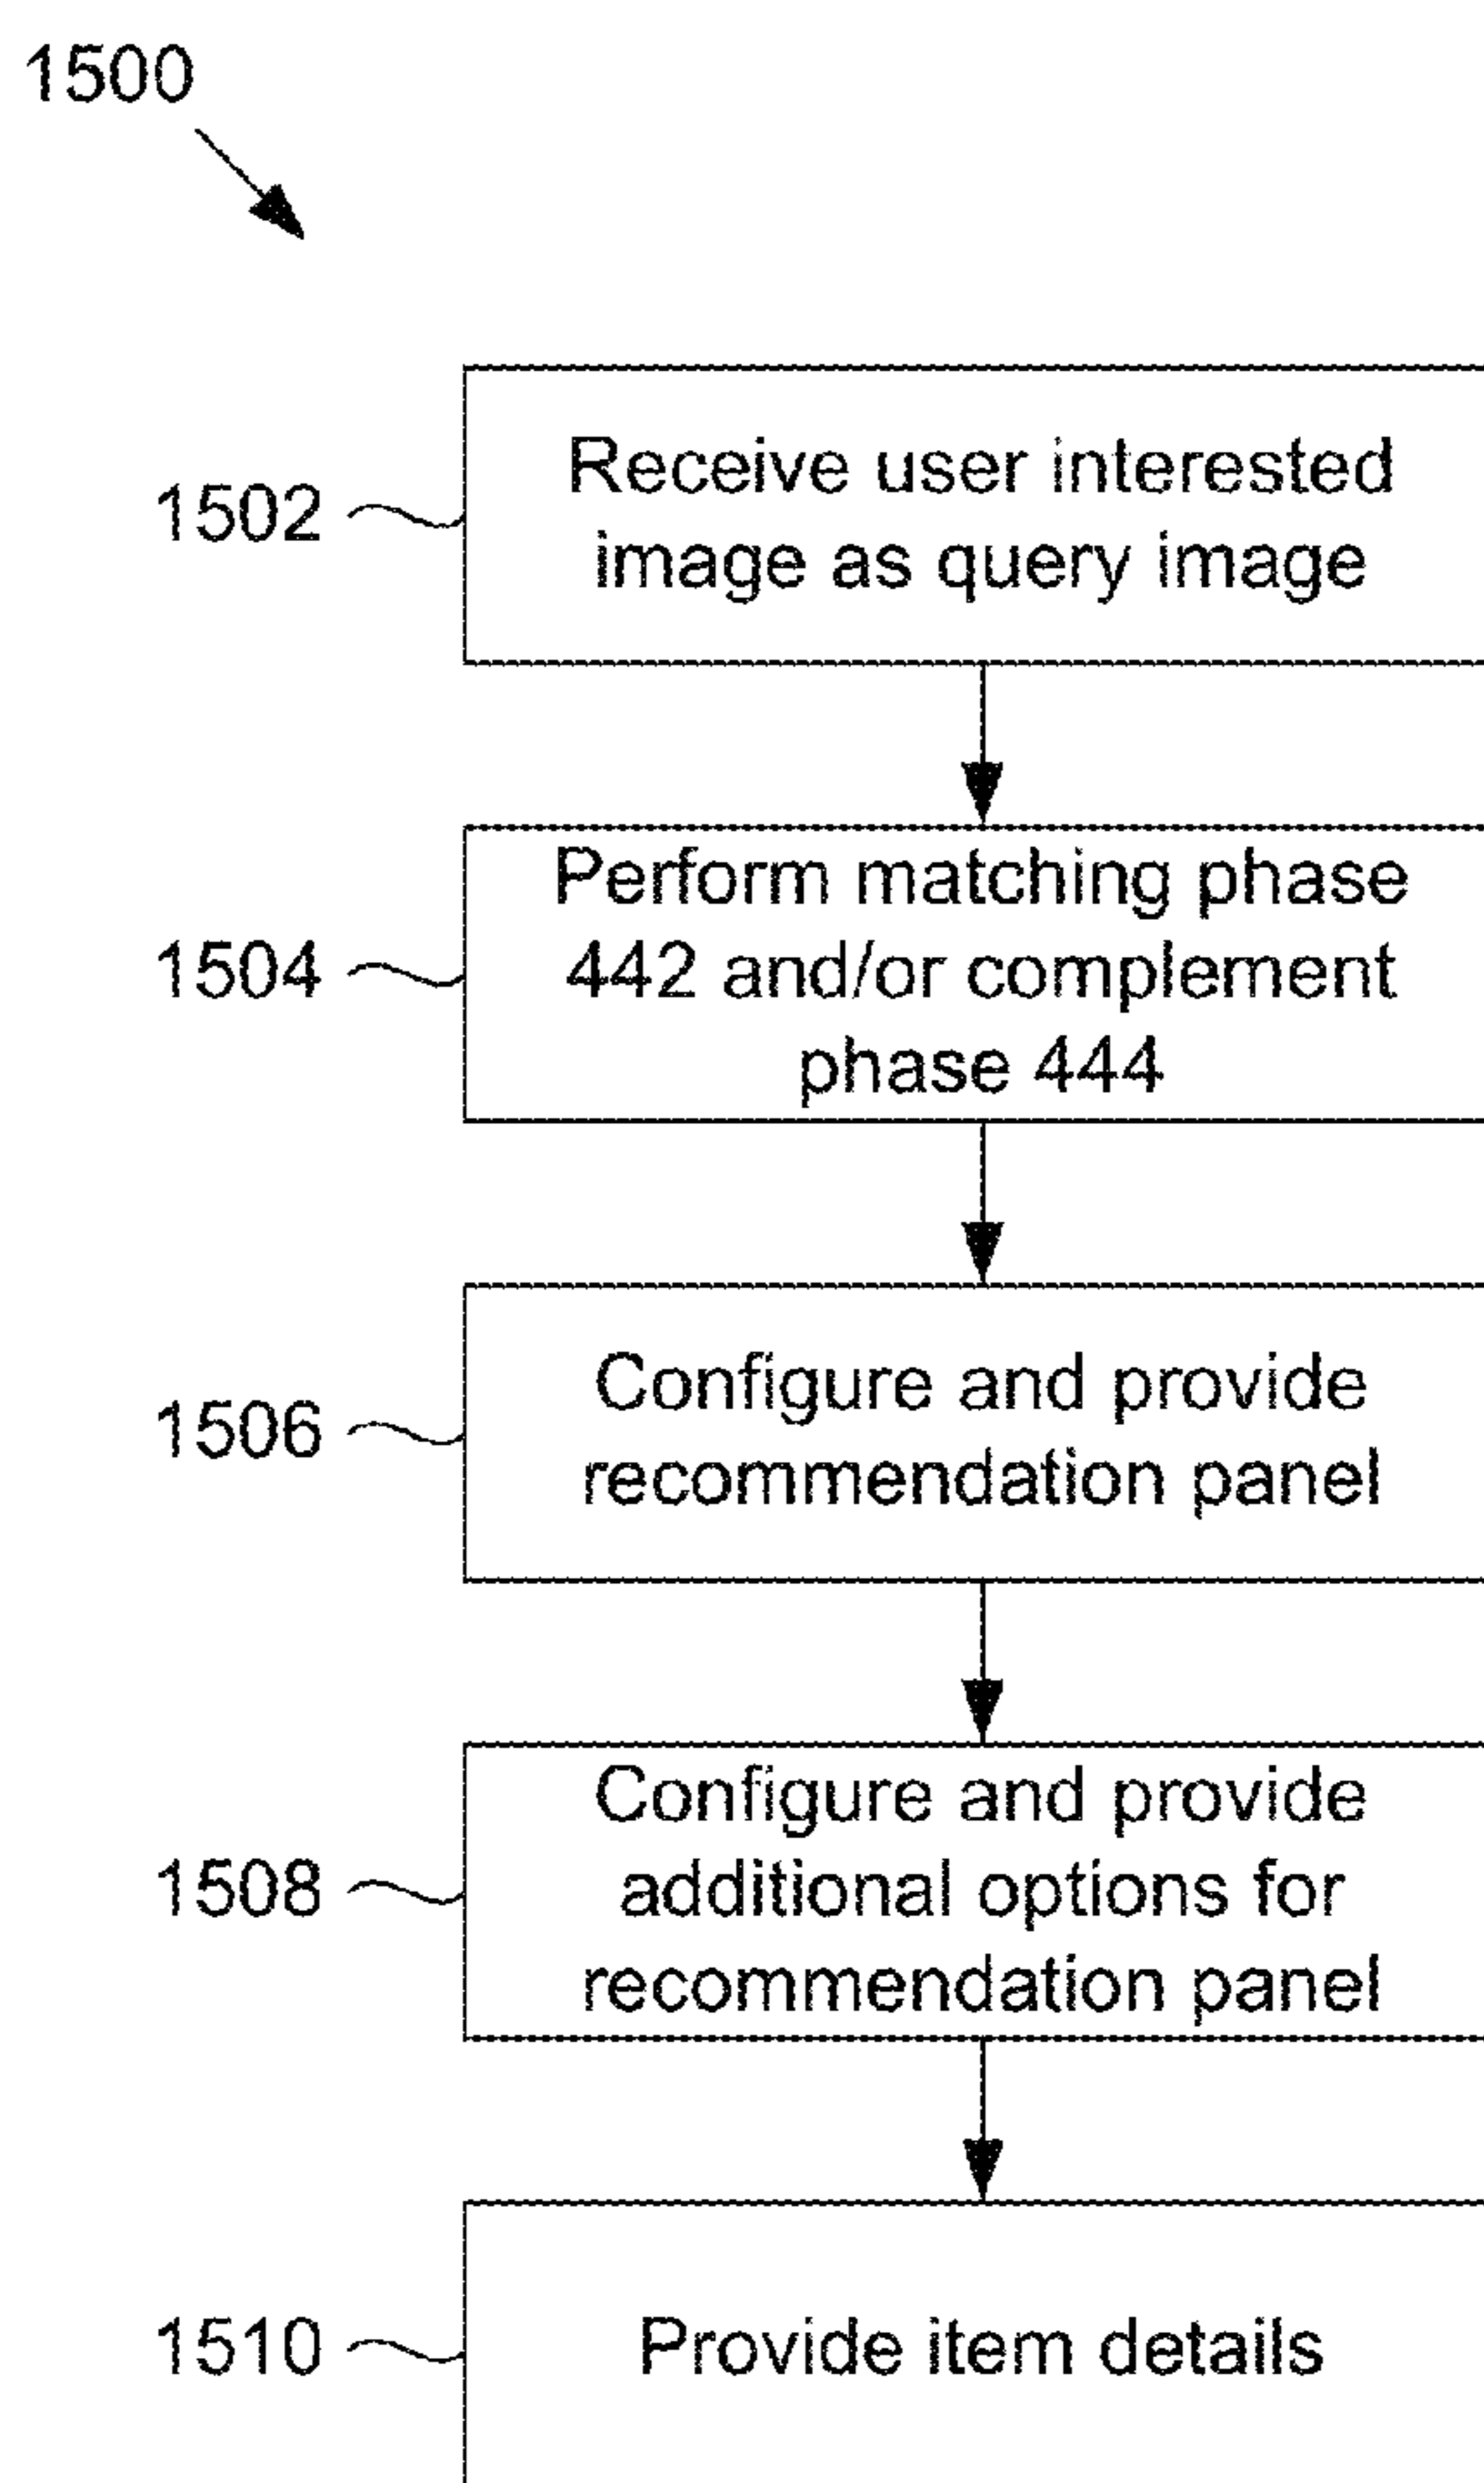 1500
1502
Receive user interested
image as query image
1504
Perform matching phase
442 and/or complement
phase 444
1506
Configure and provide
recommendation panel
1508
Configure and provide
additional options for
recommendation panel
1510
Provide item details